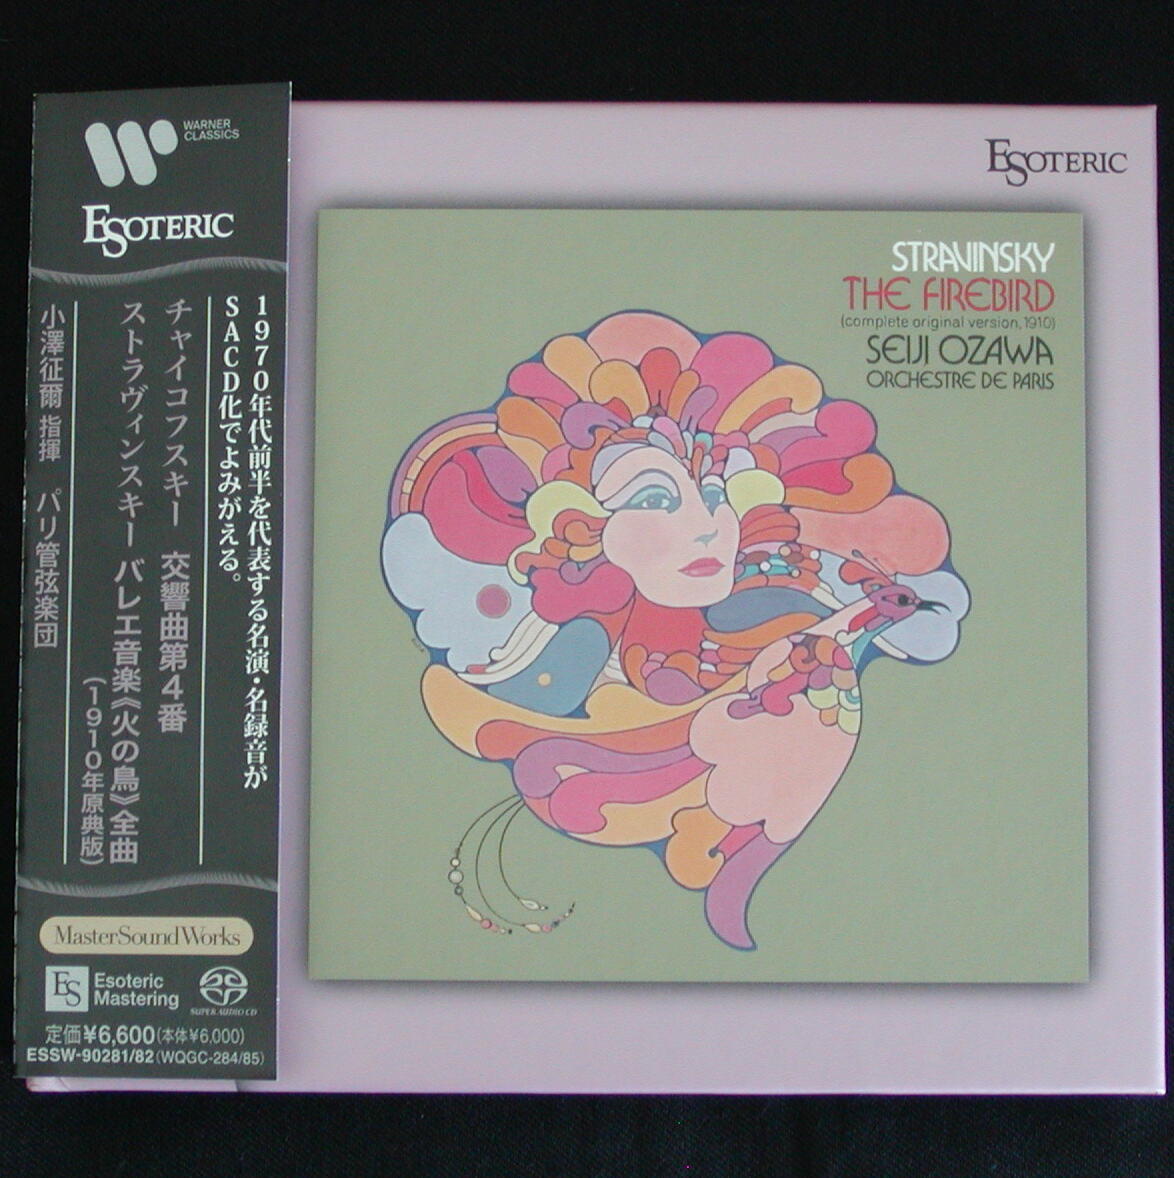 WARNER
CLASSICS
ESOTERIC
1970年代前半を代表する名演・名録音が
SACD化でよみがえる。
チャイコフスキー 交響曲第4番
ストラヴィンスキー バレエ音楽《火の鳥》全曲
(1910年原典版)
小澤征爾 指揮 パリ管弦楽団
MasterSoundWorks
ES
Esoteric
Mastering
SUPER AUDIO CD
定価¥6,600(本体¥6,000)
ESSW-90281/82(WQGC-284/85)
ESOTERIC
STRAVINSKY
THE FIREBIRD
(complete original version, 1910)
SEIJI OZAWA
ORCHESTRE DE PARIS